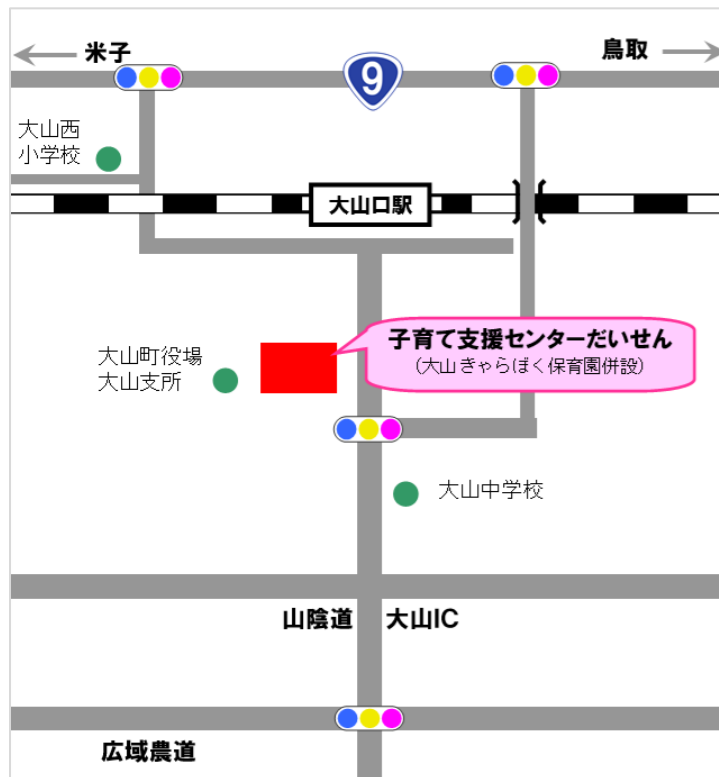 米子
鳥取
9
大山西
小学校
大山口駅
子育て支援センターだいせん
(大山きゃらぼく保育園併設)
大山町役場
大山支所
大山中学校
山陰道 大山IC
広域農道